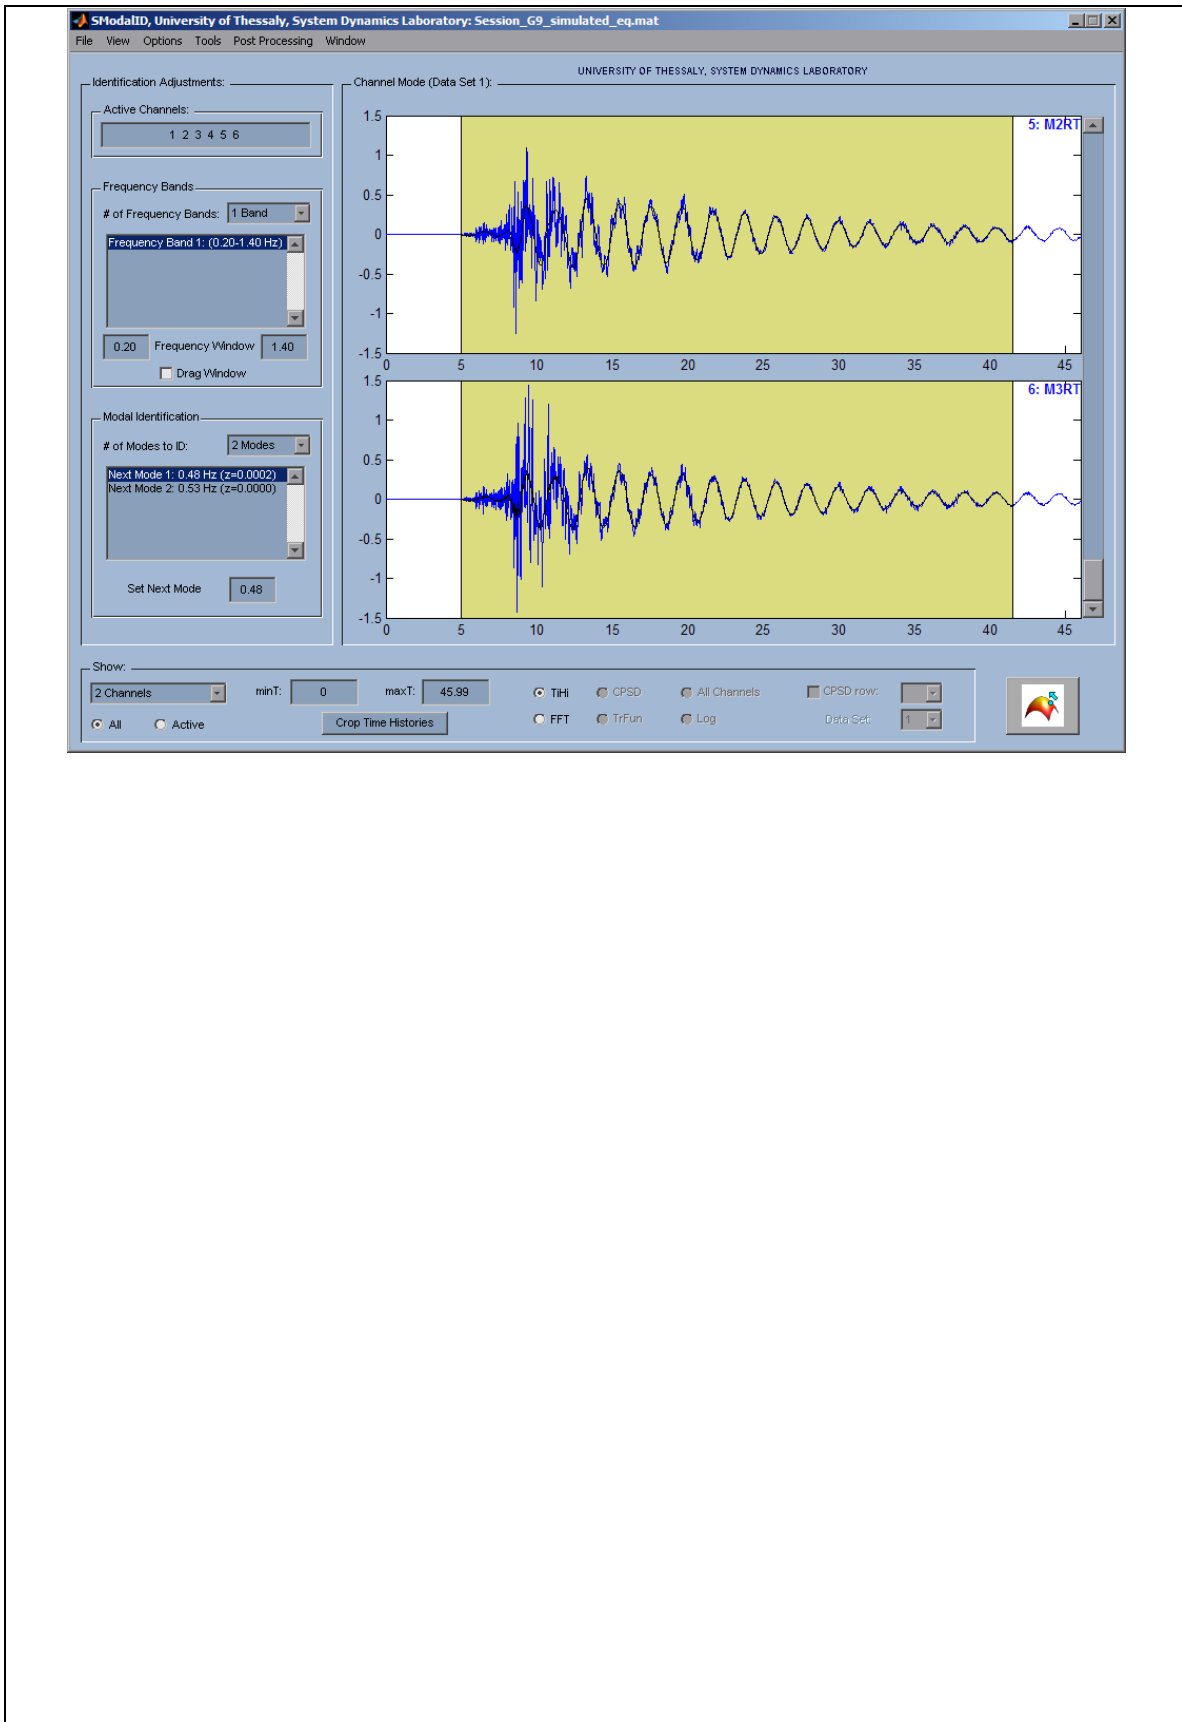 SModalID, University of Thessaly, System Dynamics Laboratory: Session_G9_simulated_eq.mat
File View Options Tools Post Processing Window
UNIVERSITY OF THESSALY, SYSTEM DYNAMICS LABORATORY
Identification Adjustments:
Active Channels:
1 2 3 4 5 6
Frequency Bands
# of Frequency Bands: 1 Band
Frequency Band 1: (0.20-1.40 Hz)
0.20 Frequency Window 1.40
Drag Window
Modal Identification
# of Modes to ID: 2 Modes
Next Mode 1: 0.48 Hz (z=0.0002)
Next Mode 2: 0.53 Hz (z=0.0000)
Set Next Mode 0.48
Channel Mode (Data Set 1):
5: M2RT
1.5
1
0.5
0
-0.5
-1
-1.5
0 5 10 15 20 25 30 35 40 45
6: M3RT
1.5
1
0.5
0
-0.5
-1
-1.5
0 5 10 15 20 25 30 35 40 45
Show:
2 Channels minT: 0 maxT: 45.99 TiHi CPSD All Channels CPSD row:
All Active Crop Time Histories FFT TrFun Log Data Set: 1